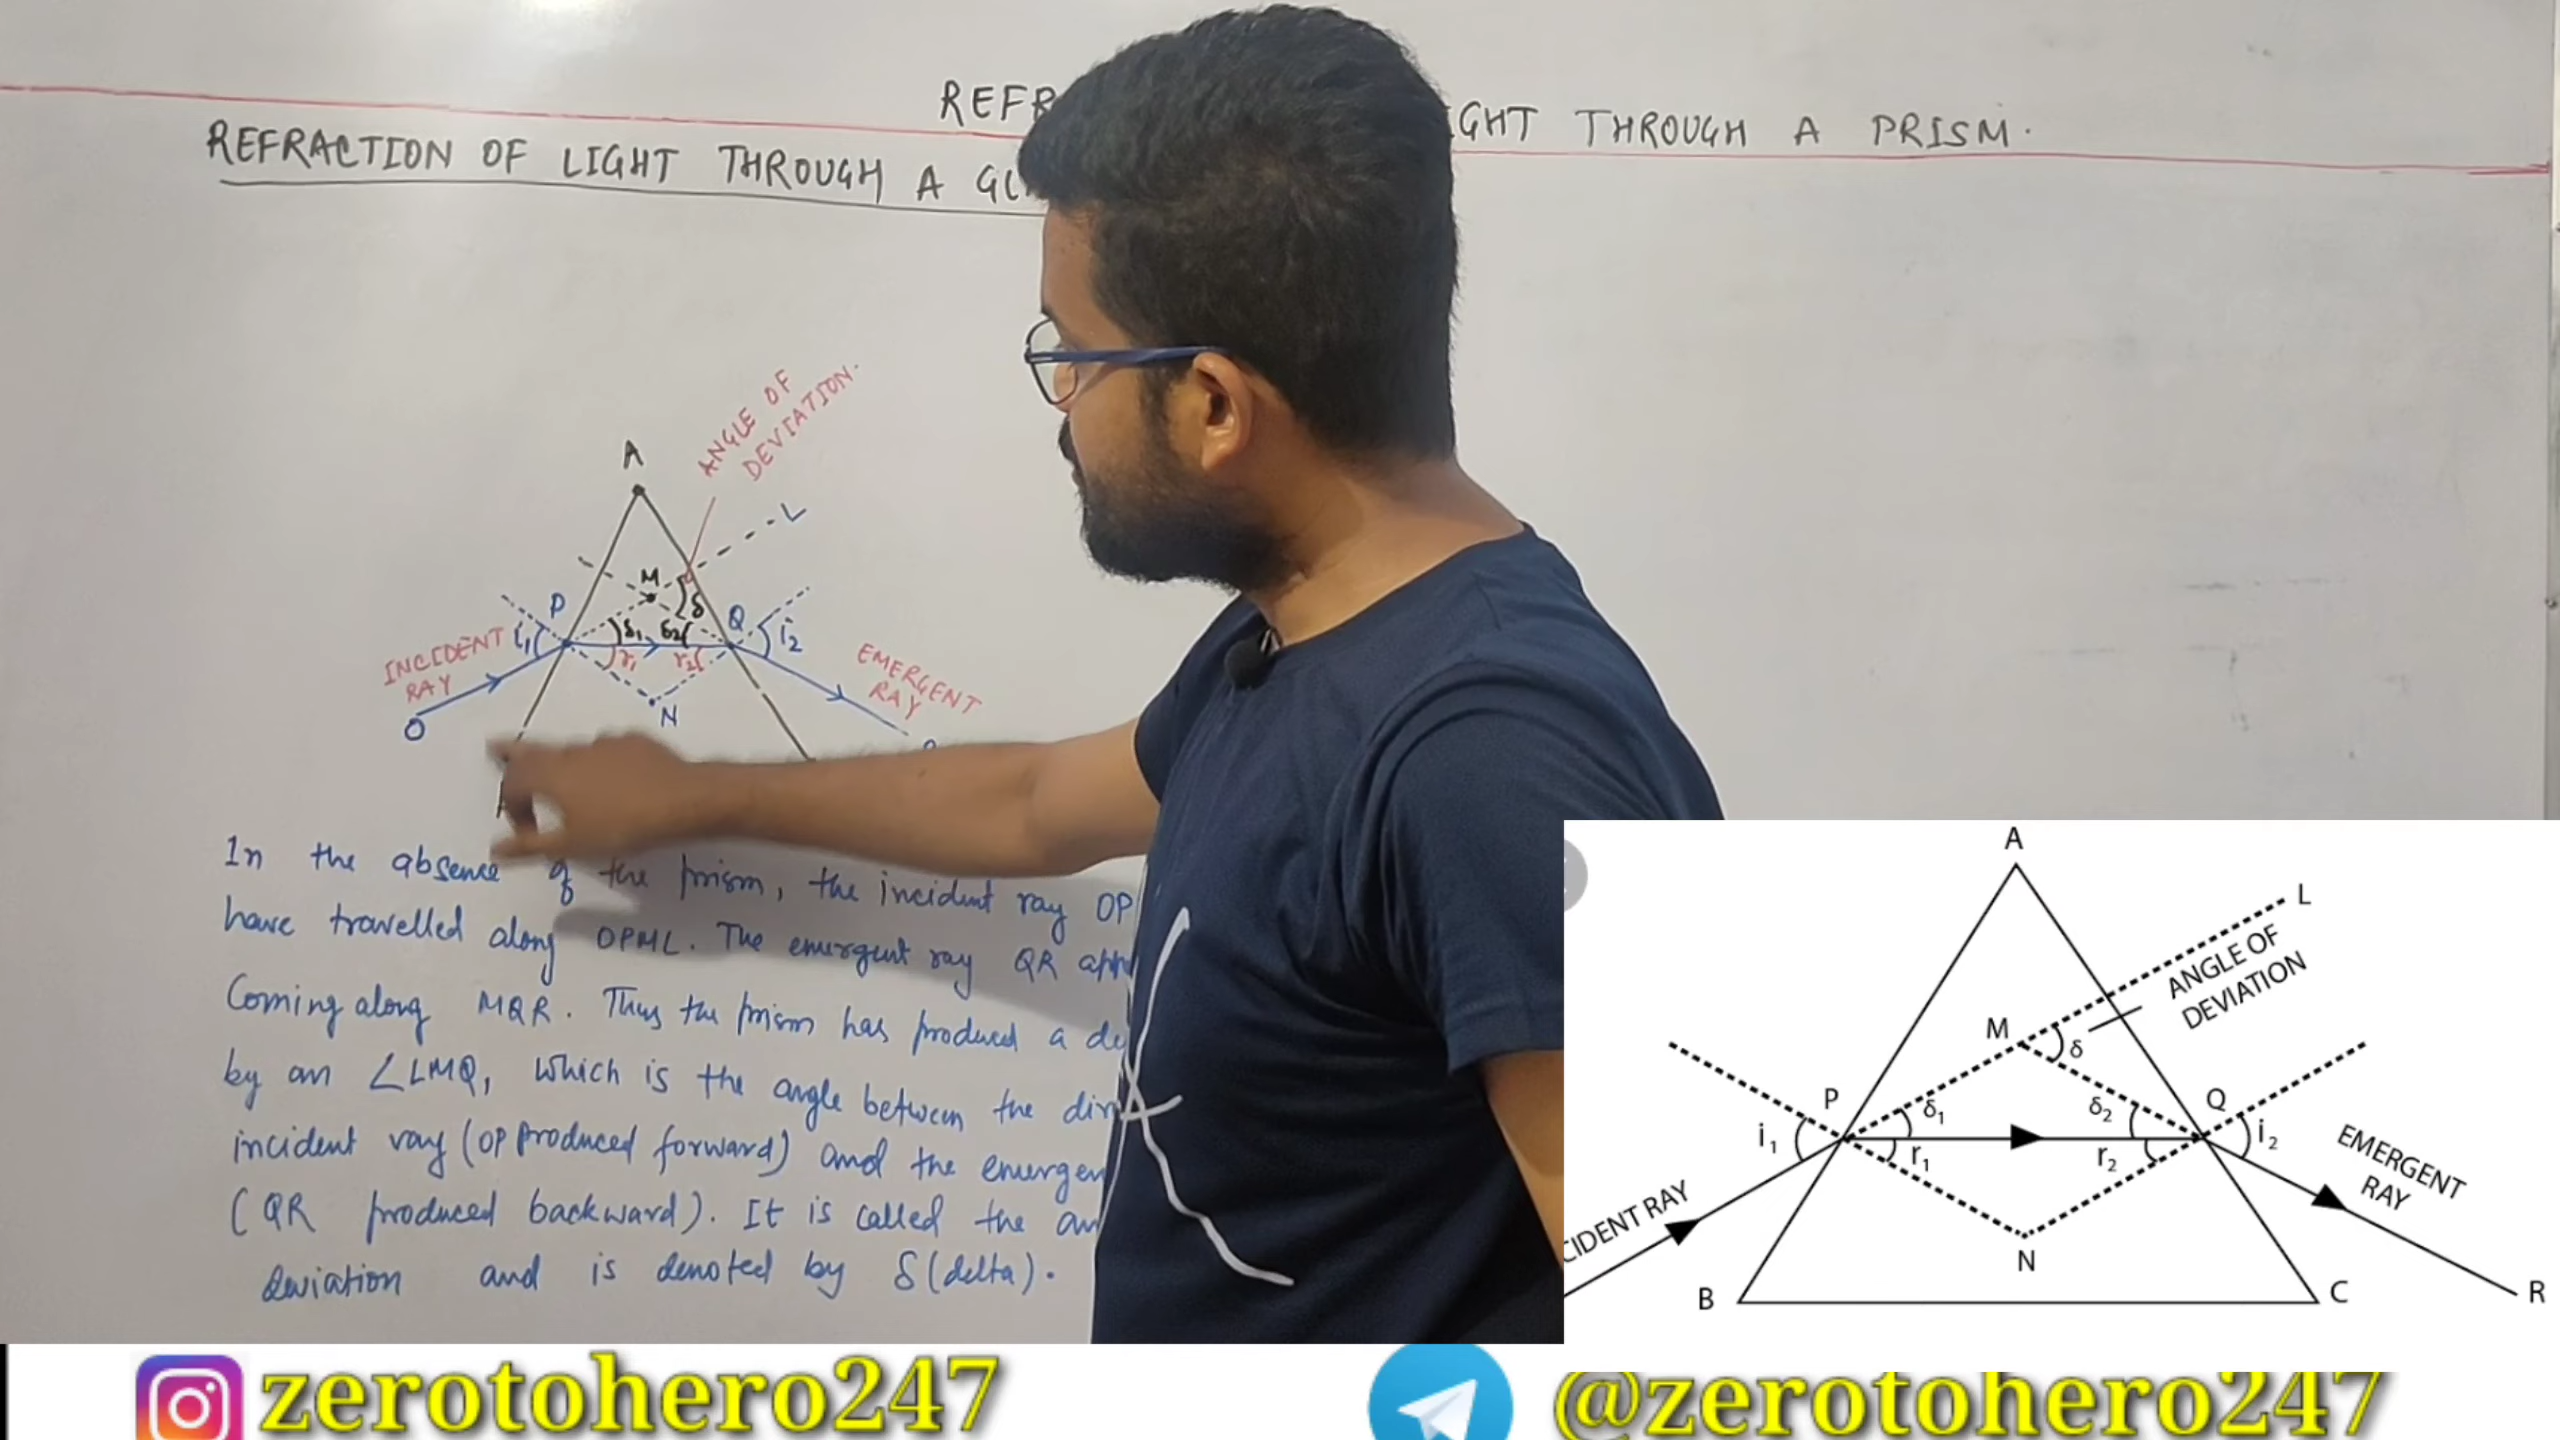 GHT THROUGH A PRISM.
REFRACTION OF LIGHT THROUGH A
ANGLE OF
DEVIATION.
A
L
M
P
δ
Q
i1
δ1
δ2
i2
r1
r2
INCIDENT
RAY
EMERGENT
RAY
N
O
In the absence of the prism, the incident ray OP
have travelled along OPML. The emergent ray QR
Coming along MQR. Thus the prism has produced a
by an ∠LMQ, which is the angle between the
incident ray (OP produced forward) and the
(QR produced backward). It is called the
deviation and is denoted by δ (delta).
A
L
ANGLE OF
DEVIATION
M
δ
P
δ1
δ2
Q
i1
r1
r2
i2
EMERGENT
RAY
CIDENT RAY
N
B
C
R
zerotohero247
@zerotohero247